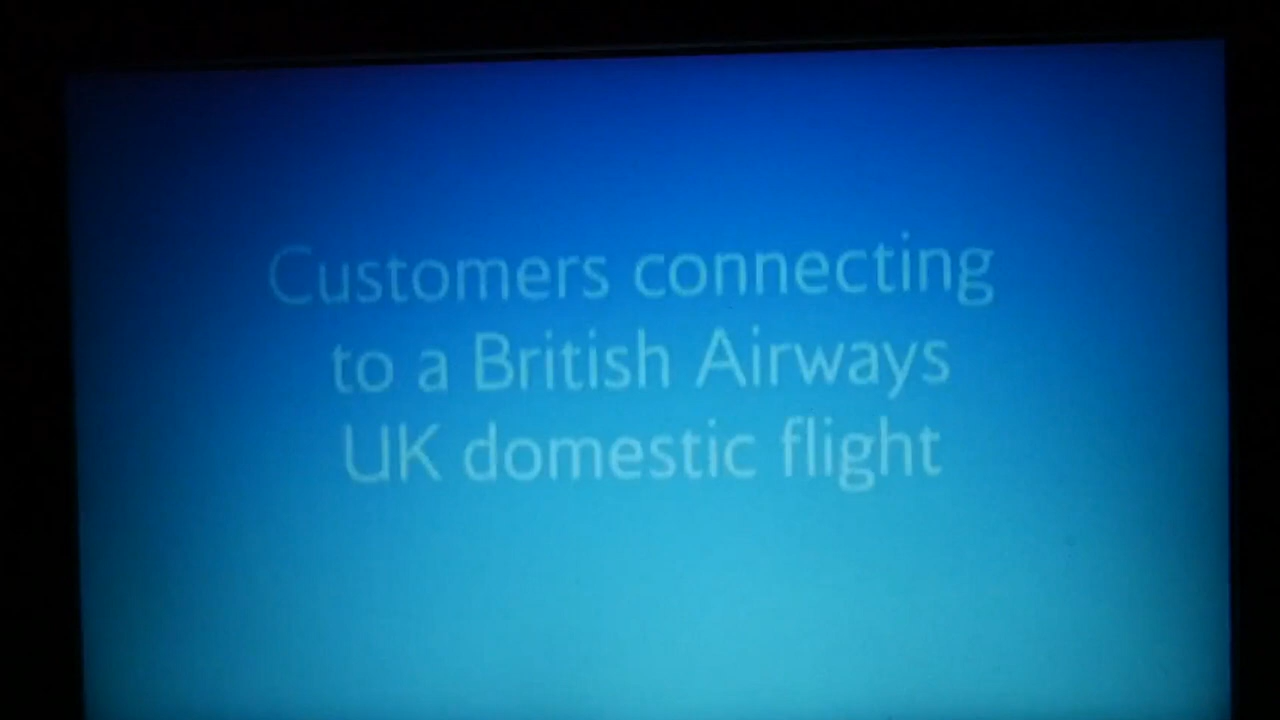 Customers connecting
to a British Airways
UK domestic flight